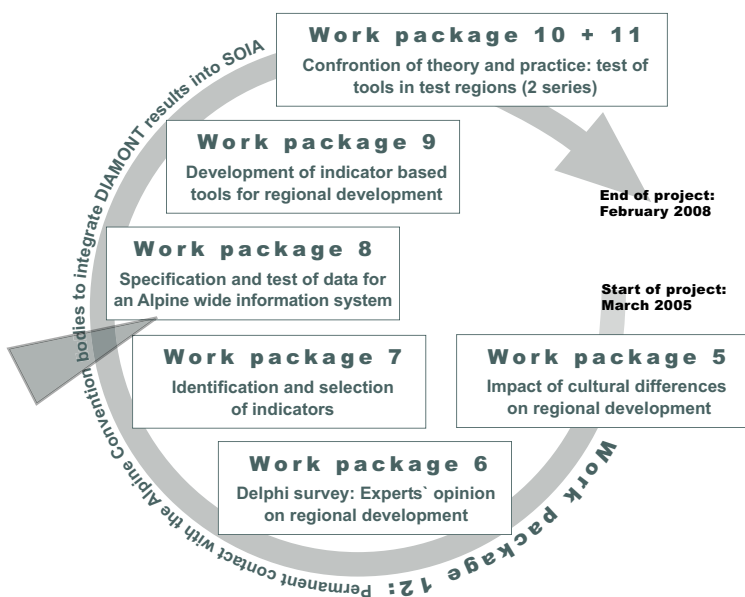 Work package 10 + 11
Confrontion of theory and practice: test of
tools in test regions (2 series)
Work package 9
Development of indicator based
tools for regional development
End of project:
February 2008
Work package 8
Specification and test of data for
an Alpine wide information system
Start of project:
March 2005
Work package 7
Identification and selection
of indicators
Work package 5
Impact of cultural differences
on regional development
Work package 6
Delphi survey: Experts` opinion
on regional development
Work package 12: Permanent contact with the Alpine Convention bodies to integrate DIAMONT results into SOIA